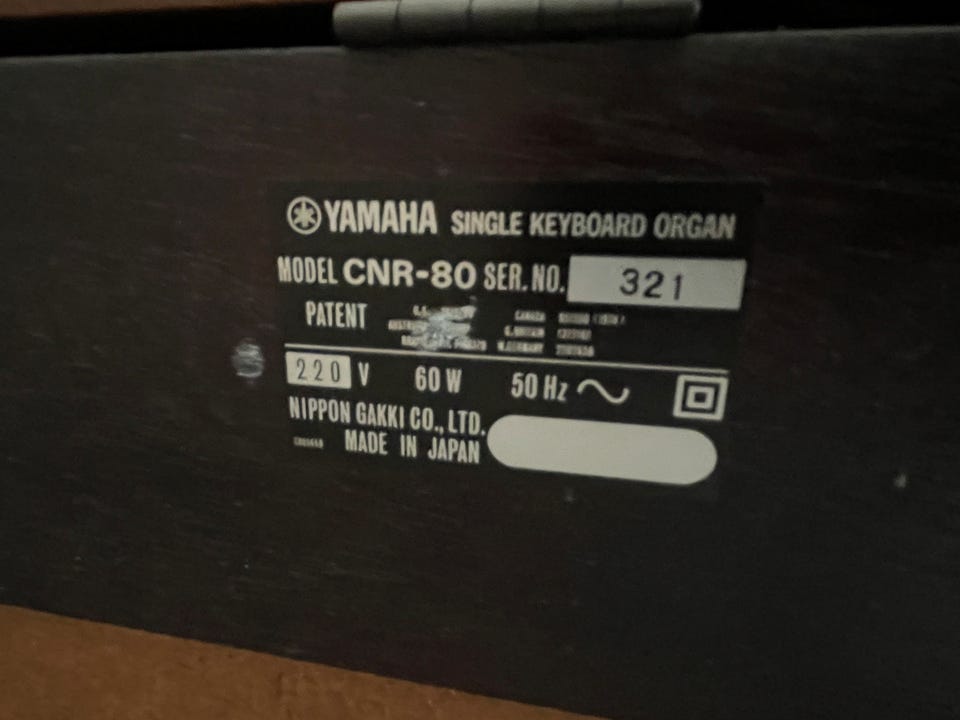 YAMAHA SINGLE KEYBOARD ORGAN
MODEL CNR-80 SER. NO. 321
PATENT
220 V 60 W 50 Hz
NIPPON GAKKI CO., LTD.
MADE IN JAPAN